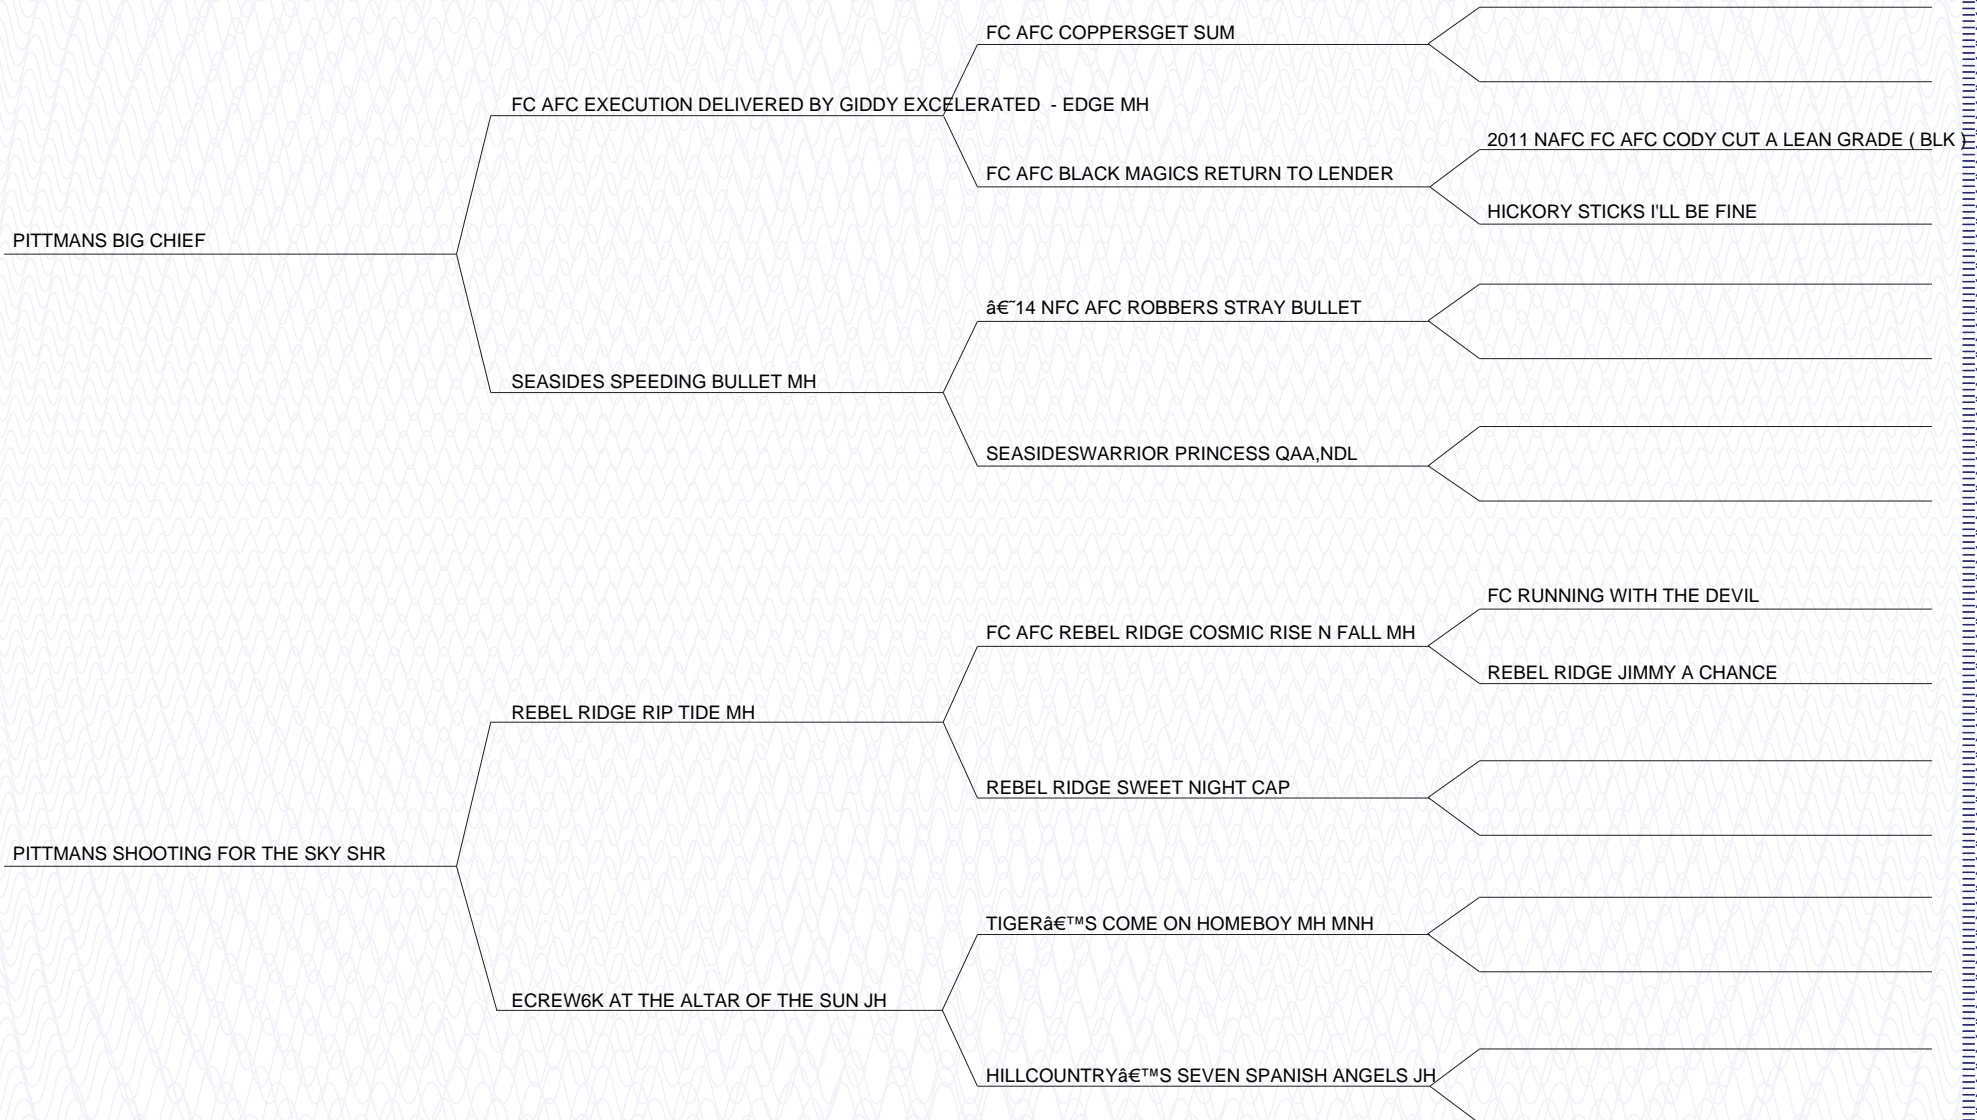 FC AFC COPPERSGET SUM
FC AFC EXECUTION DELIVERED BY GIDDY EXCELERATED - EDGE MH
2011 NAFC FC AFC CODY CUT A LEAN GRADE ( BLK )
FC AFC BLACK MAGICS RETURN TO LENDER
HICKORY STICKS I'LL BE FINE
PITTMANS BIG CHIEF
â€˜14 NFC AFC ROBBERS STRAY BULLET
SEASIDES SPEEDING BULLET MH
SEASIDESWARRIOR PRINCESS QAA,NDL
FC RUNNING WITH THE DEVIL
FC AFC REBEL RIDGE COSMIC RISE N FALL MH
REBEL RIDGE JIMMY A CHANCE
REBEL RIDGE RIP TIDE MH
REBEL RIDGE SWEET NIGHT CAP
PITTMANS SHOOTING FOR THE SKY SHR
TIGERâ€™S COME ON HOMEBOY MH MNH
ECREW6K AT THE ALTAR OF THE SUN JH
HILLCOUNTRYâ€™S SEVEN SPANISH ANGELS JH